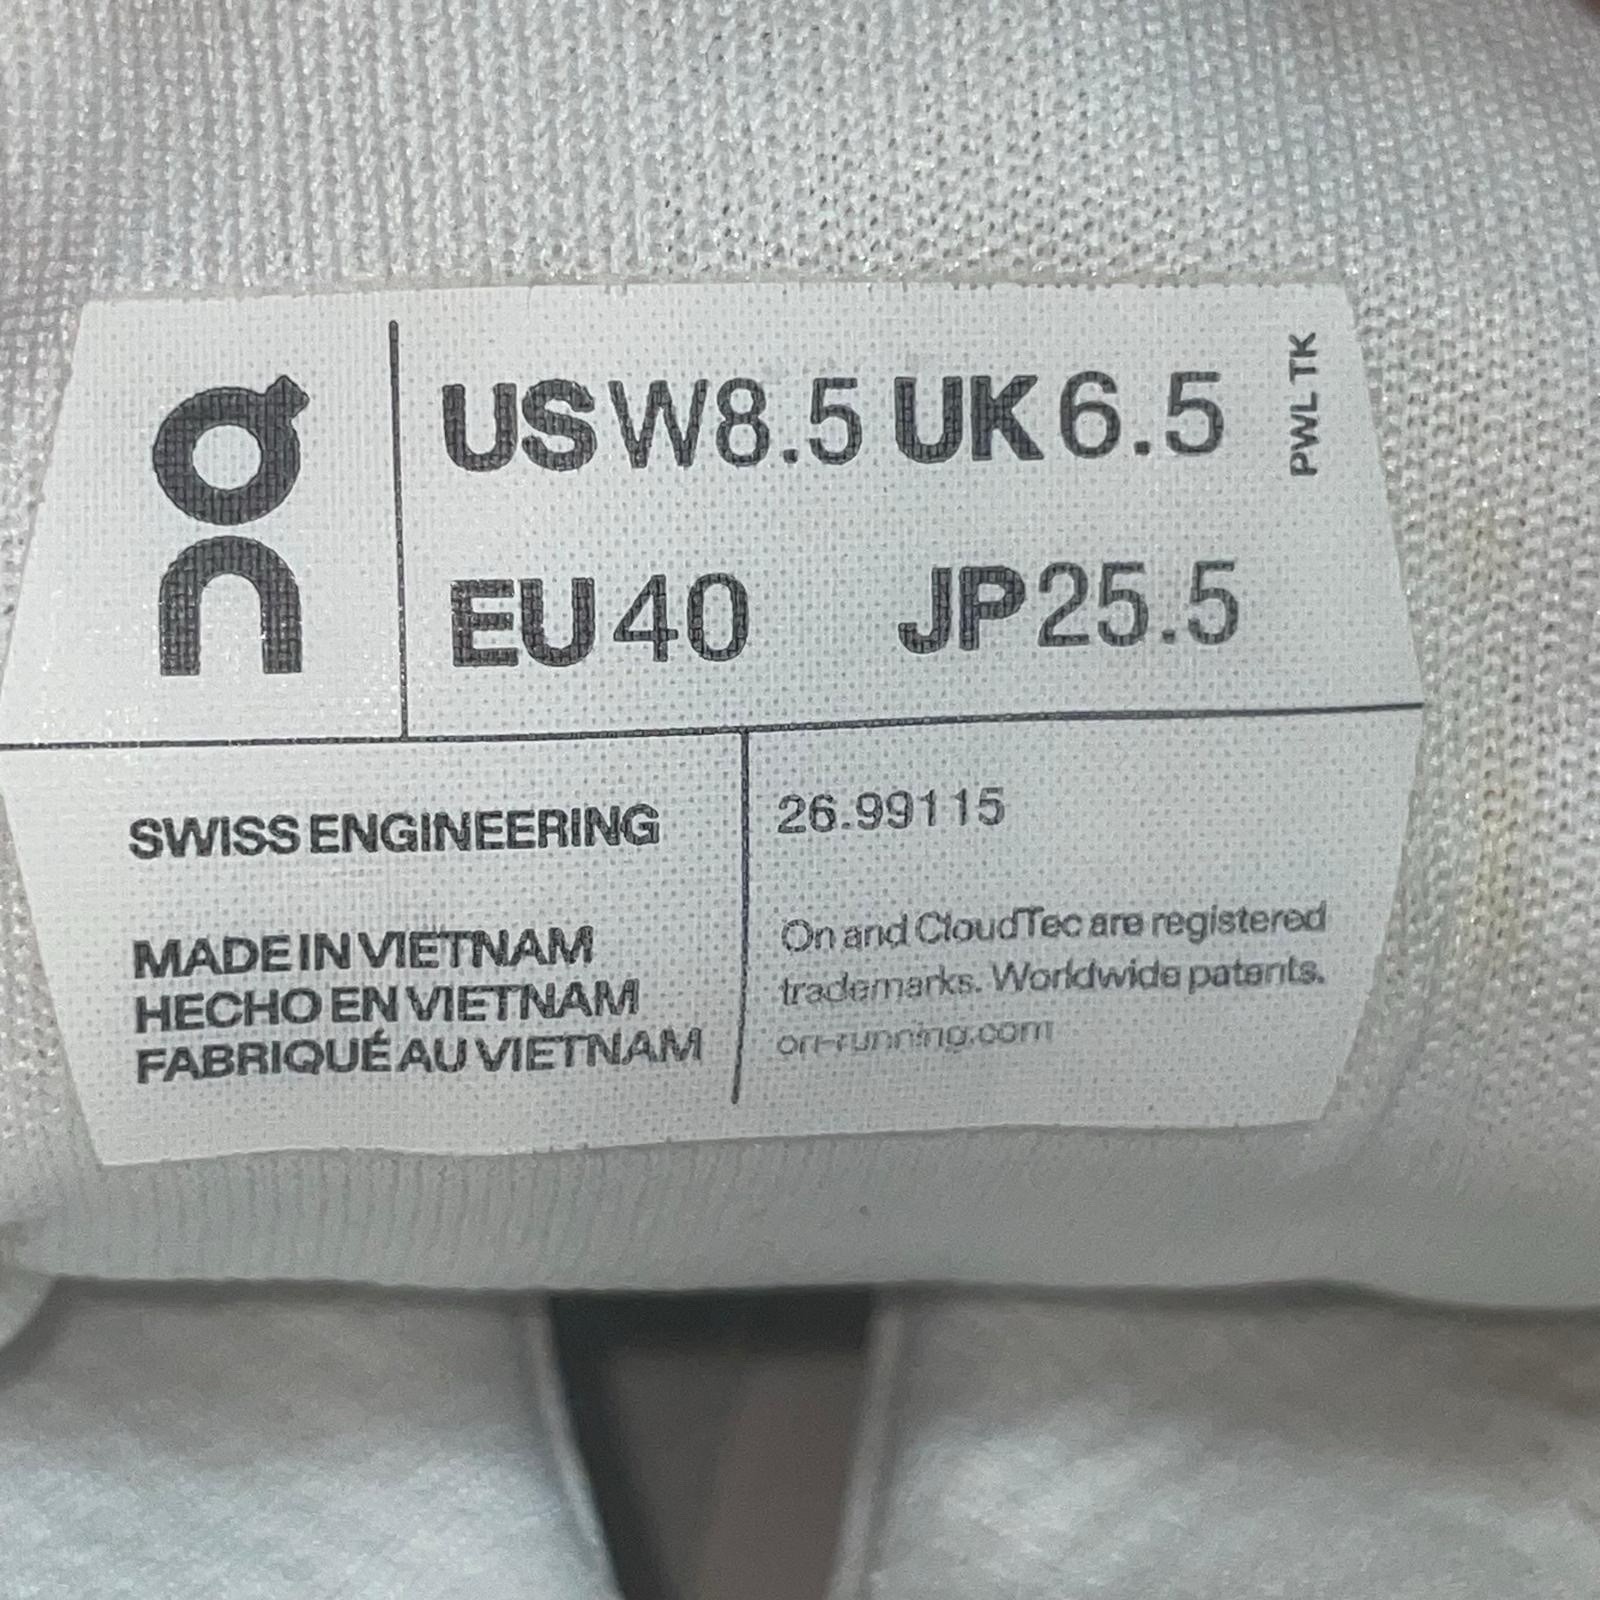 On
US W8.5 UK 6.5
EU 40 JP 25.5
PWL TK
SWISS ENGINEERING
MADE IN VIETNAM
HECHO EN VIETNAM
FABRIQUÉ AU VIETNAM
26.99115
On and CloudTec are registered
trademarks. Worldwide patents.
on-running.com